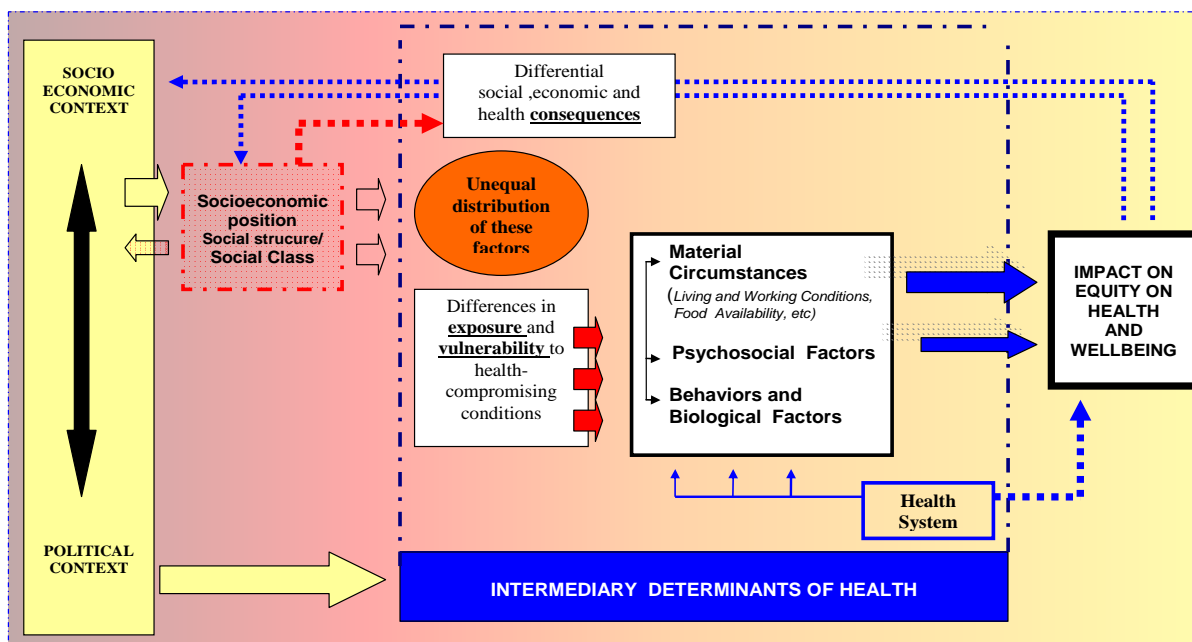 SOCIO
ECONOMIC
CONTEXT
POLITICAL
CONTEXT
Socioeconomic
position
Social strucure/
Social Class
Differential
social ,economic and
health consequences
Unequal
distribution
of these
factors
Differences in
exposure and
vulnerability to
health-
compromising
conditions
Material
Circumstances
(Living and Working Conditions,
Food Availability, etc)
Psychosocial Factors
Behaviors and
Biological Factors
Health
System
IMPACT ON
EQUITY ON
HEALTH
AND
WELLBEING
INTERMEDIARY DETERMINANTS OF HEALTH